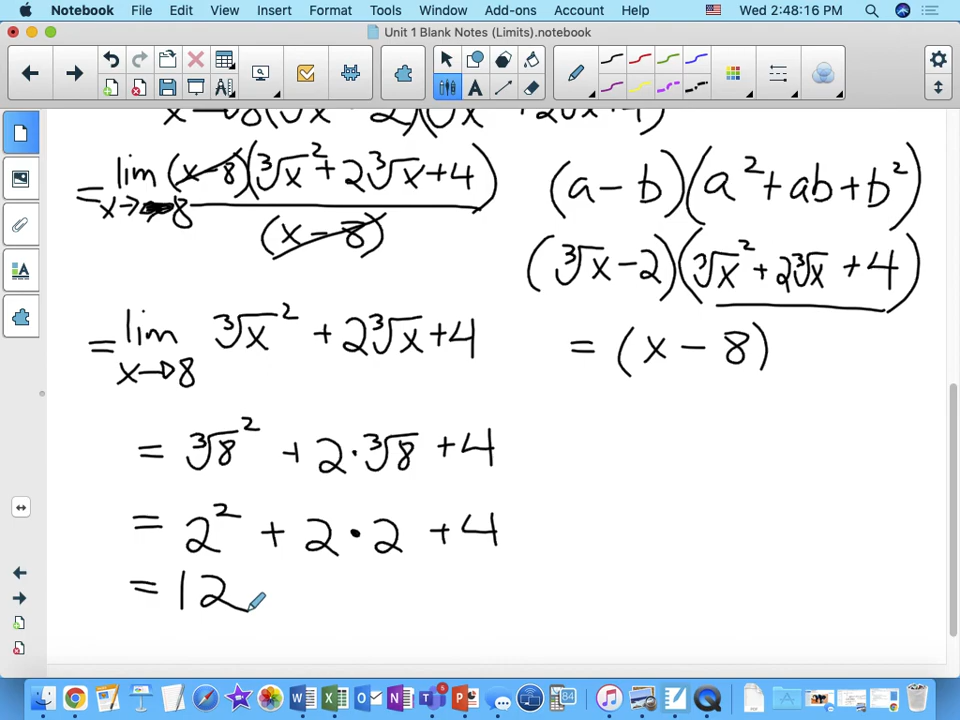 Notebook File Edit View Insert Format Tools Window Add-ons Account Help Wed 2:48:16 PM
Unit 1 Blank Notes (Limits).notebook
= lim x→8 (x-8)(∛x² + 2∛x + 4)
(x - 8)
(a - b)(a² + ab + b²)
(∛x - 2)(∛x² + 2∛x + 4)
= (x - 8)
= lim x→8 ∛x² + 2∛x + 4
= ∛8² + 2·∛8 + 4
= 2² + 2·2 + 4
= 12
5
84